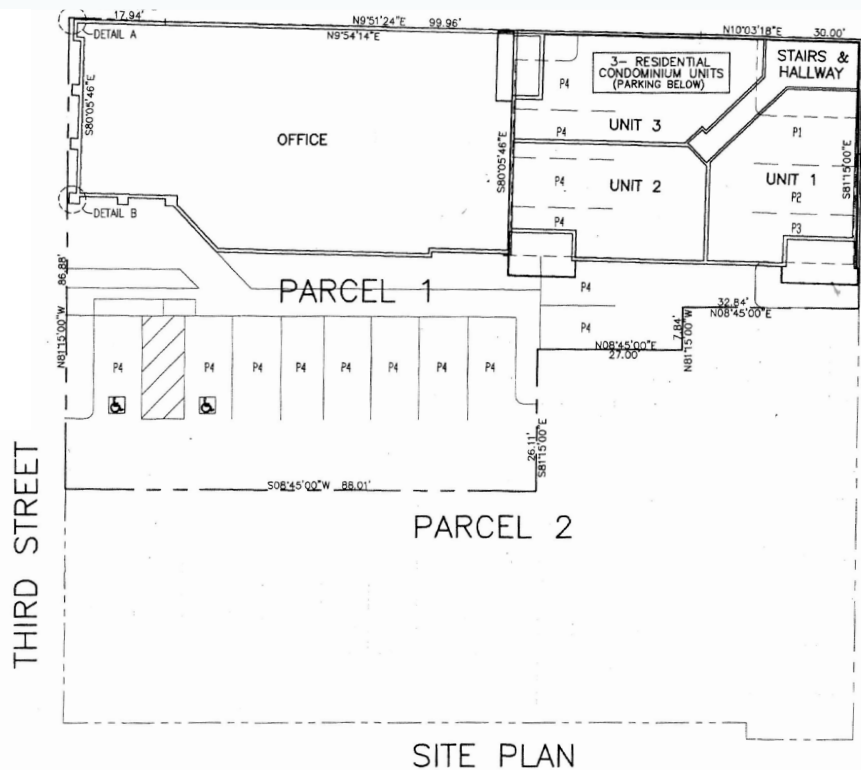 17.94'
N9°51'24"E 99.96'
N10°03'18"E 30.00'
DETAIL A
N9°54'14"E
S80°05'46"E
OFFICE
S80°05'46"E
3- RESIDENTIAL
CONDOMINIUM UNITS
(PARKING BELOW)
STAIRS &
HALLWAY
P4
P4
UNIT 3
P1
S81°15'00"E
P4
UNIT 2
UNIT 1
P2
P4
P3
DETAIL B
86.88'
N81°15'00"W
PARCEL 1
P4
P4
32.84'
N08°45'00"E
7.84'
N81°15'00"W
N08°45'00"E
27.00
P4
P4
P4
P4
P4
P4
P4
P4
26.11'
S81°15'00"E
S08°45'00"W 88.01'
PARCEL 2
THIRD STREET
SITE PLAN